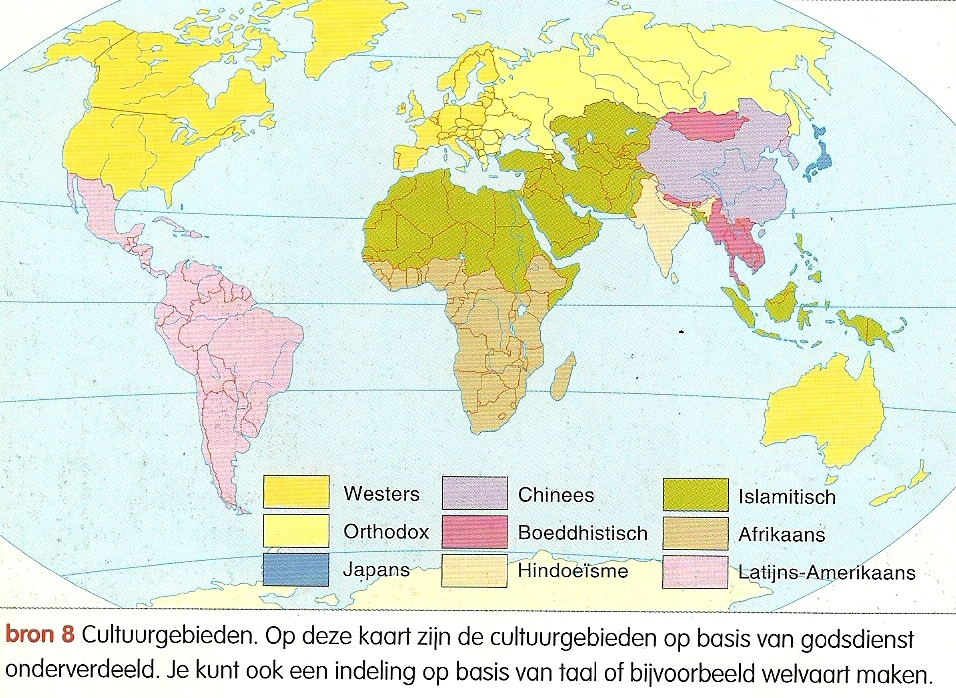 Westers
Orthodox
Japans
Chinees
Boeddhistisch
Hindoeïsme
Islamitisch
Afrikaans
Latijns-Amerikaans
bron 8 Cultuurgebieden. Op deze kaart zijn de cultuurgebieden op basis van godsdienst
onderverdeeld. Je kunt ook een indeling op basis van taal of bijvoorbeeld welvaart maken.